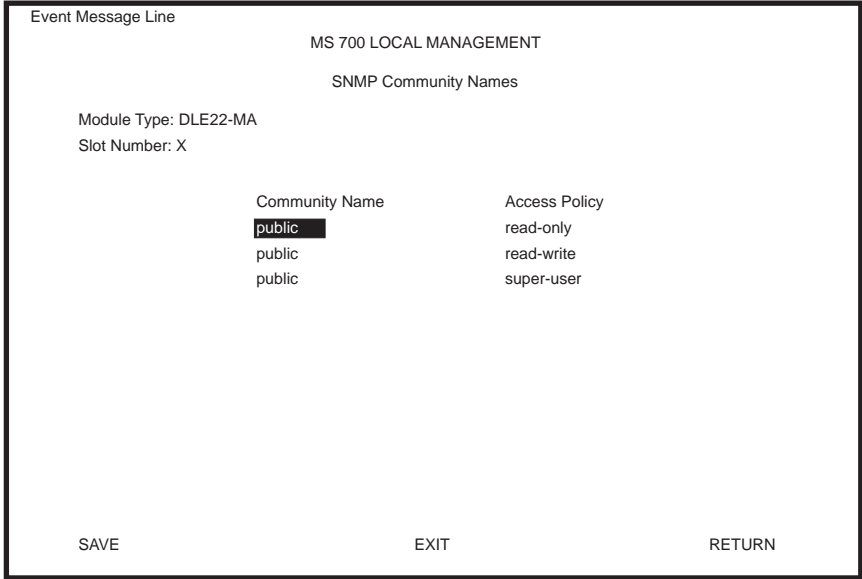 Event Message Line
MS 700 LOCAL MANAGEMENT
SNMP Community Names
Module Type: DLE22-MA
Slot Number: X
Community Name Access Policy
public read-only
public read-write
public super-user
SAVE EXIT RETURN